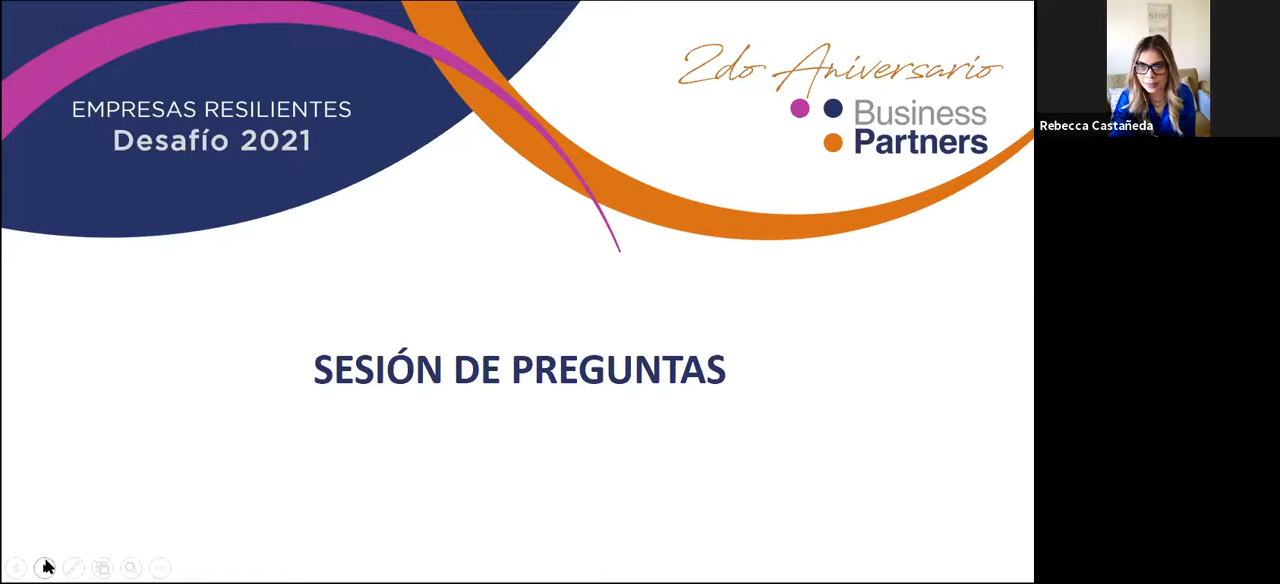 EMPRESAS RESILIENTES
Desafío 2021
2do Aniversario
Business
Partners
Rebecca Castañeda
SESIÓN DE PREGUNTAS